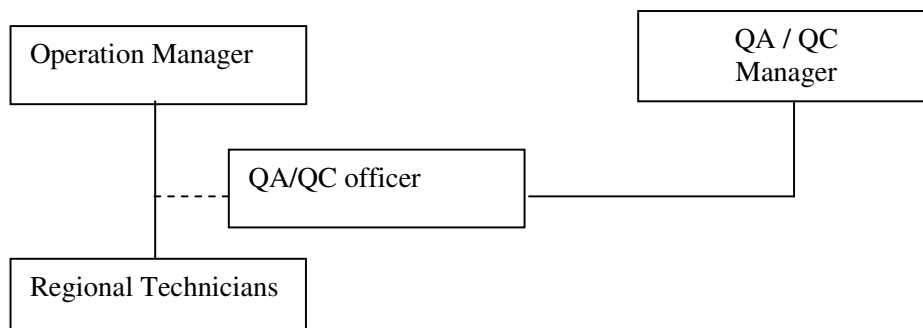 Operation Manager
QA / QC
Manager
QA/QC officer
Regional Technicians